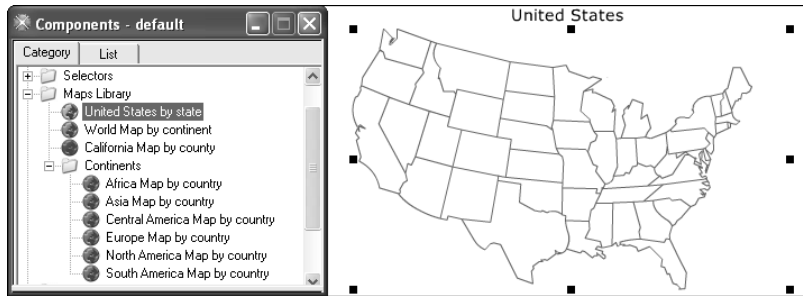 Components - default
Category List
Selectors
Maps Library
United States by state
World Map by continent
California Map by county
Continents
Africa Map by country
Asia Map by country
Central America Map by country
Europe Map by country
North America Map by country
South America Map by country
United States